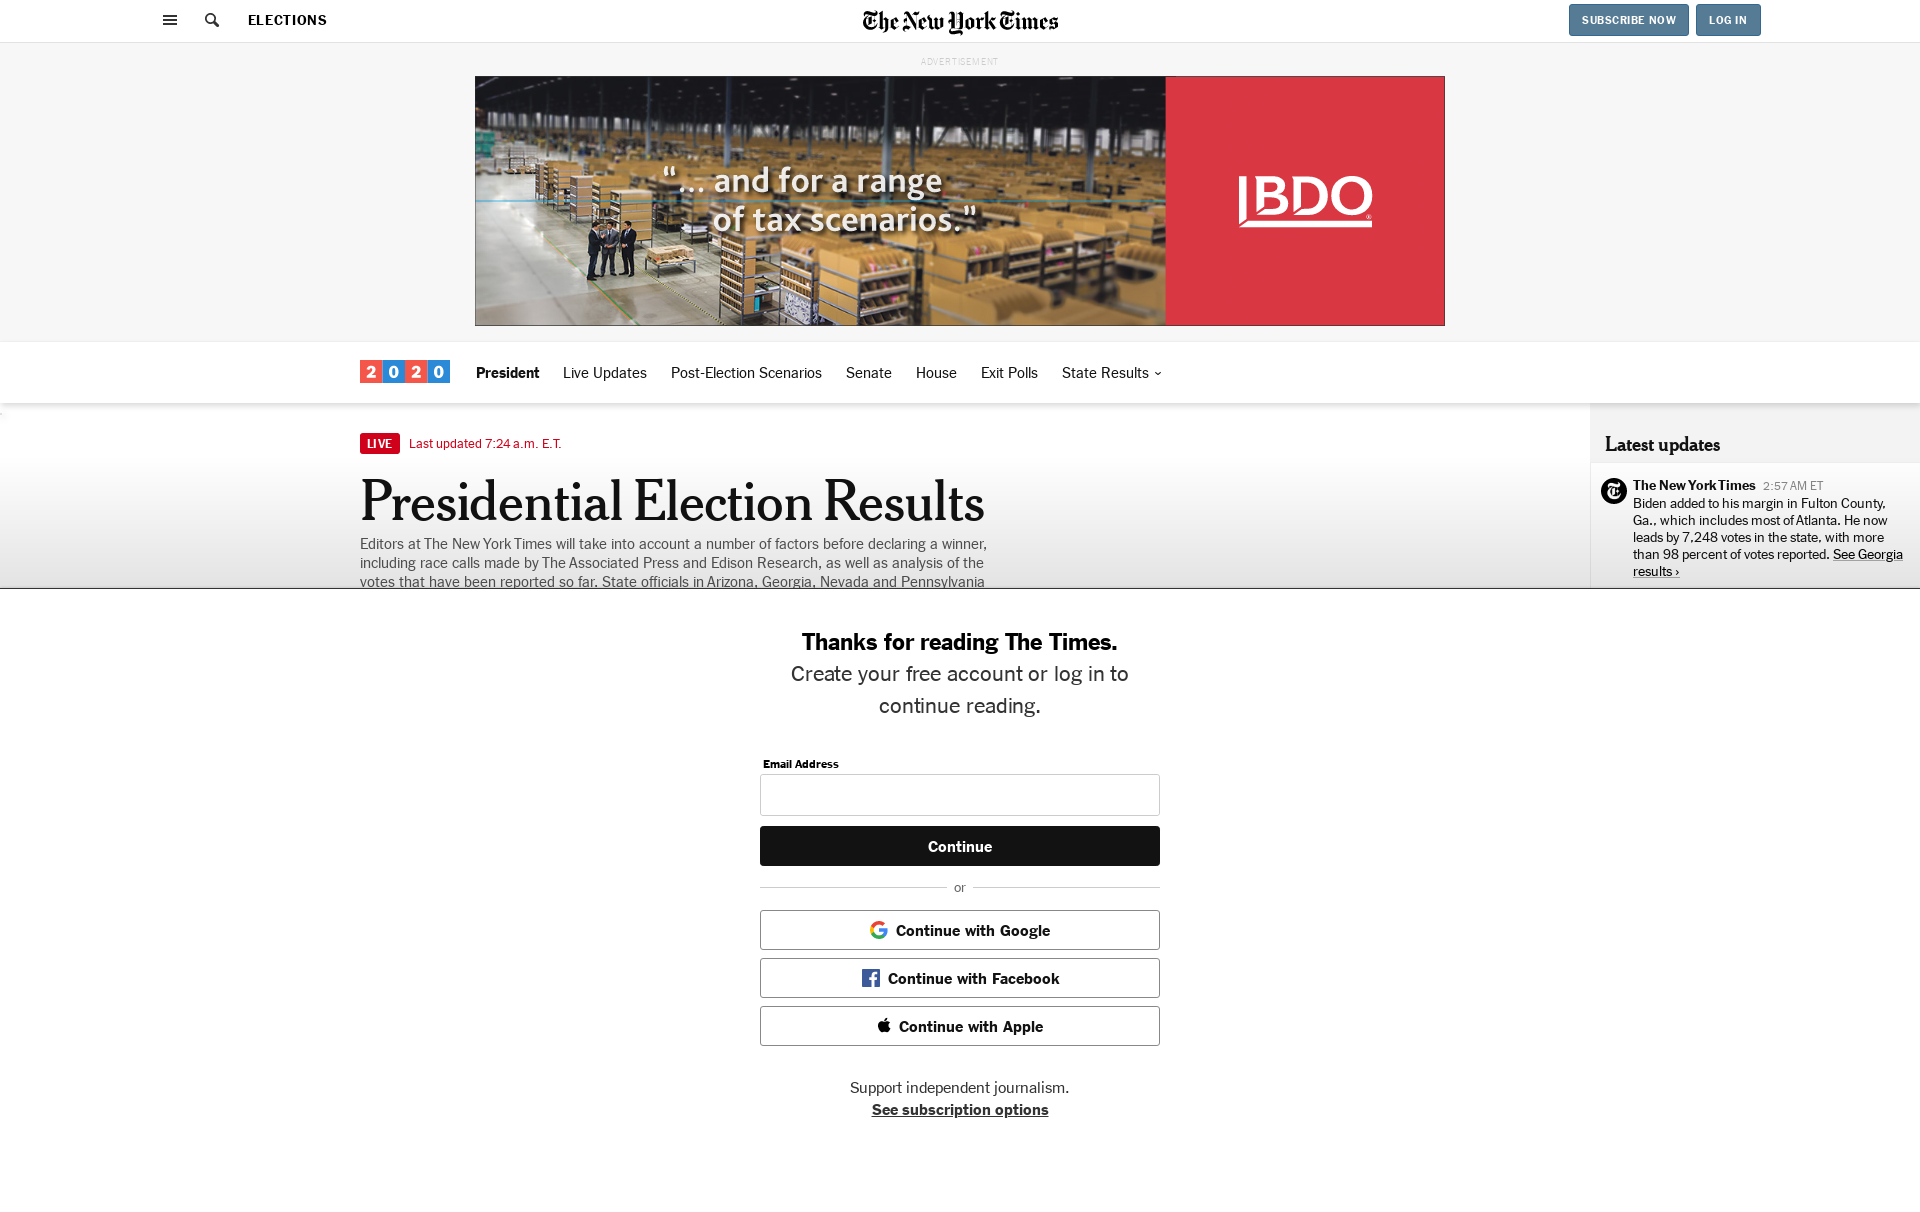 ELECTIONS
The New York Times
SUBSCRIBE NOW
LOG IN
ADVERTISEMENT
“... and for a range
of tax scenarios.”
BDO
®
2020
President
Live Updates
Post-Election Scenarios
Senate
House
Exit Polls
State Results
LIVE
Last updated 7:24 a.m. E.T.
Presidential Election Results
Editors at The New York Times will take into account a number of factors before declaring a winner,
including race calls made by The Associated Press and Edison Research, as well as analysis of the
votes that have been reported so far. State officials in Arizona, Georgia, Nevada and Pennsylvania
Latest updates
The New York Times 2:57 AM ET
Biden added to his margin in Fulton County,
Ga., which includes most of Atlanta. He now
leads by 7,248 votes in the state, with more
than 98 percent of votes reported. See Georgia
results ›
Thanks for reading The Times.
Create your free account or log in to
continue reading.
Email Address
Continue
or
Continue with Google
Continue with Facebook
Continue with Apple
Support independent journalism.
See subscription options